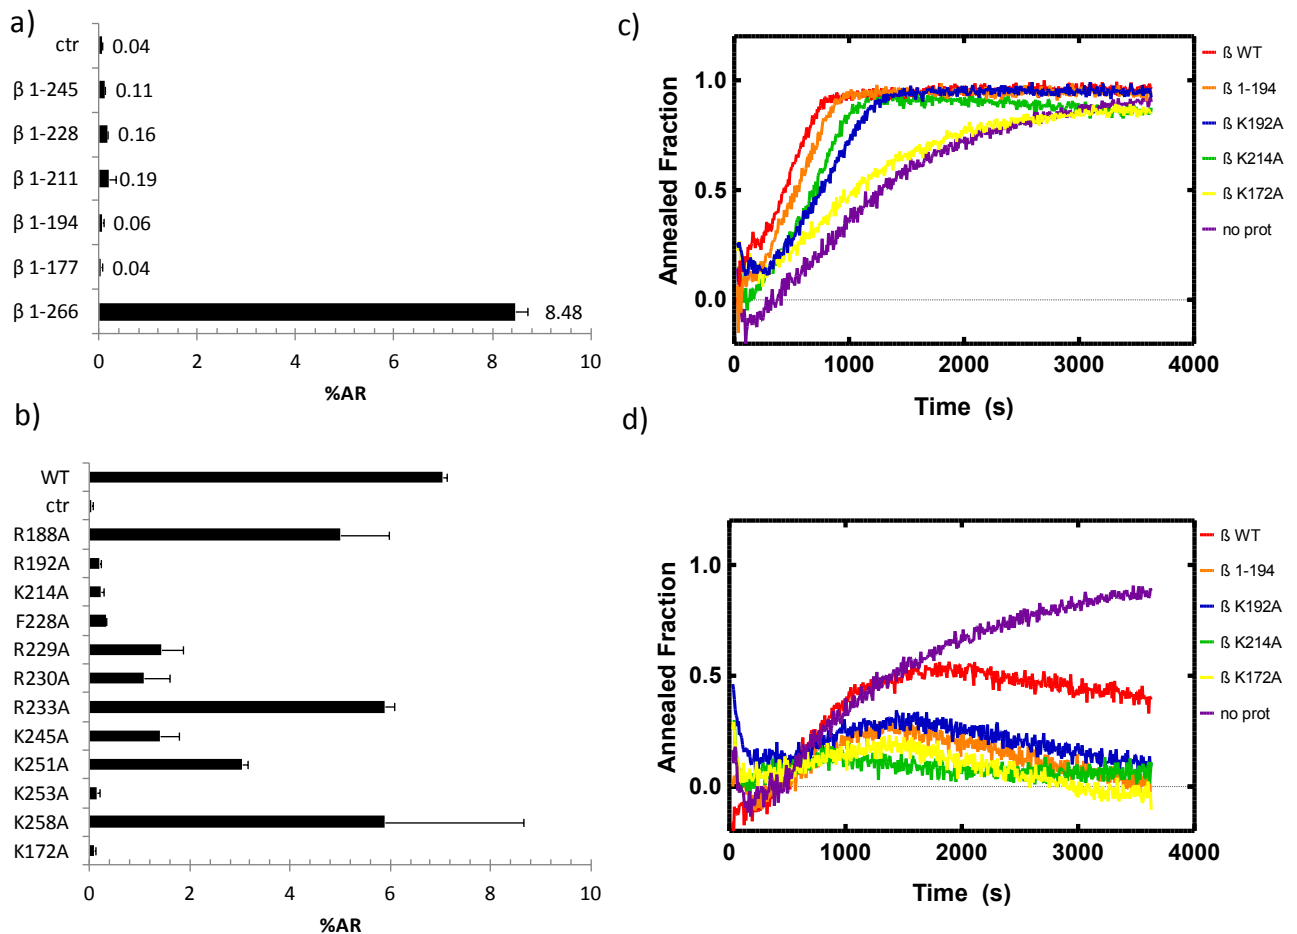 a)
ctr
0.04
β 1-245
0.11
β 1-228
0.16
β 1-211
0.19
β 1-194
0.06
β 1-177
0.04
β 1-266
8.48
0 2 4 6 8 10
%AR
b)
WT
ctr
R188A
R192A
K214A
F228A
R229A
R230A
R233A
K245A
K251A
K253A
K258A
K172A
0 2 4 6 8 10
%AR
c)
Annealed Fraction
1.0
0.5
0.0
0 1000 2000 3000 4000
Time (s)
ß WT
ß 1-194
ß K192A
ß K214A
ß K172A
no prot
d)
Annealed Fraction
1.0
0.5
0.0
0 1000 2000 3000 4000
Time (s)
ß WT
ß 1-194
ß K192A
ß K214A
ß K172A
no prot